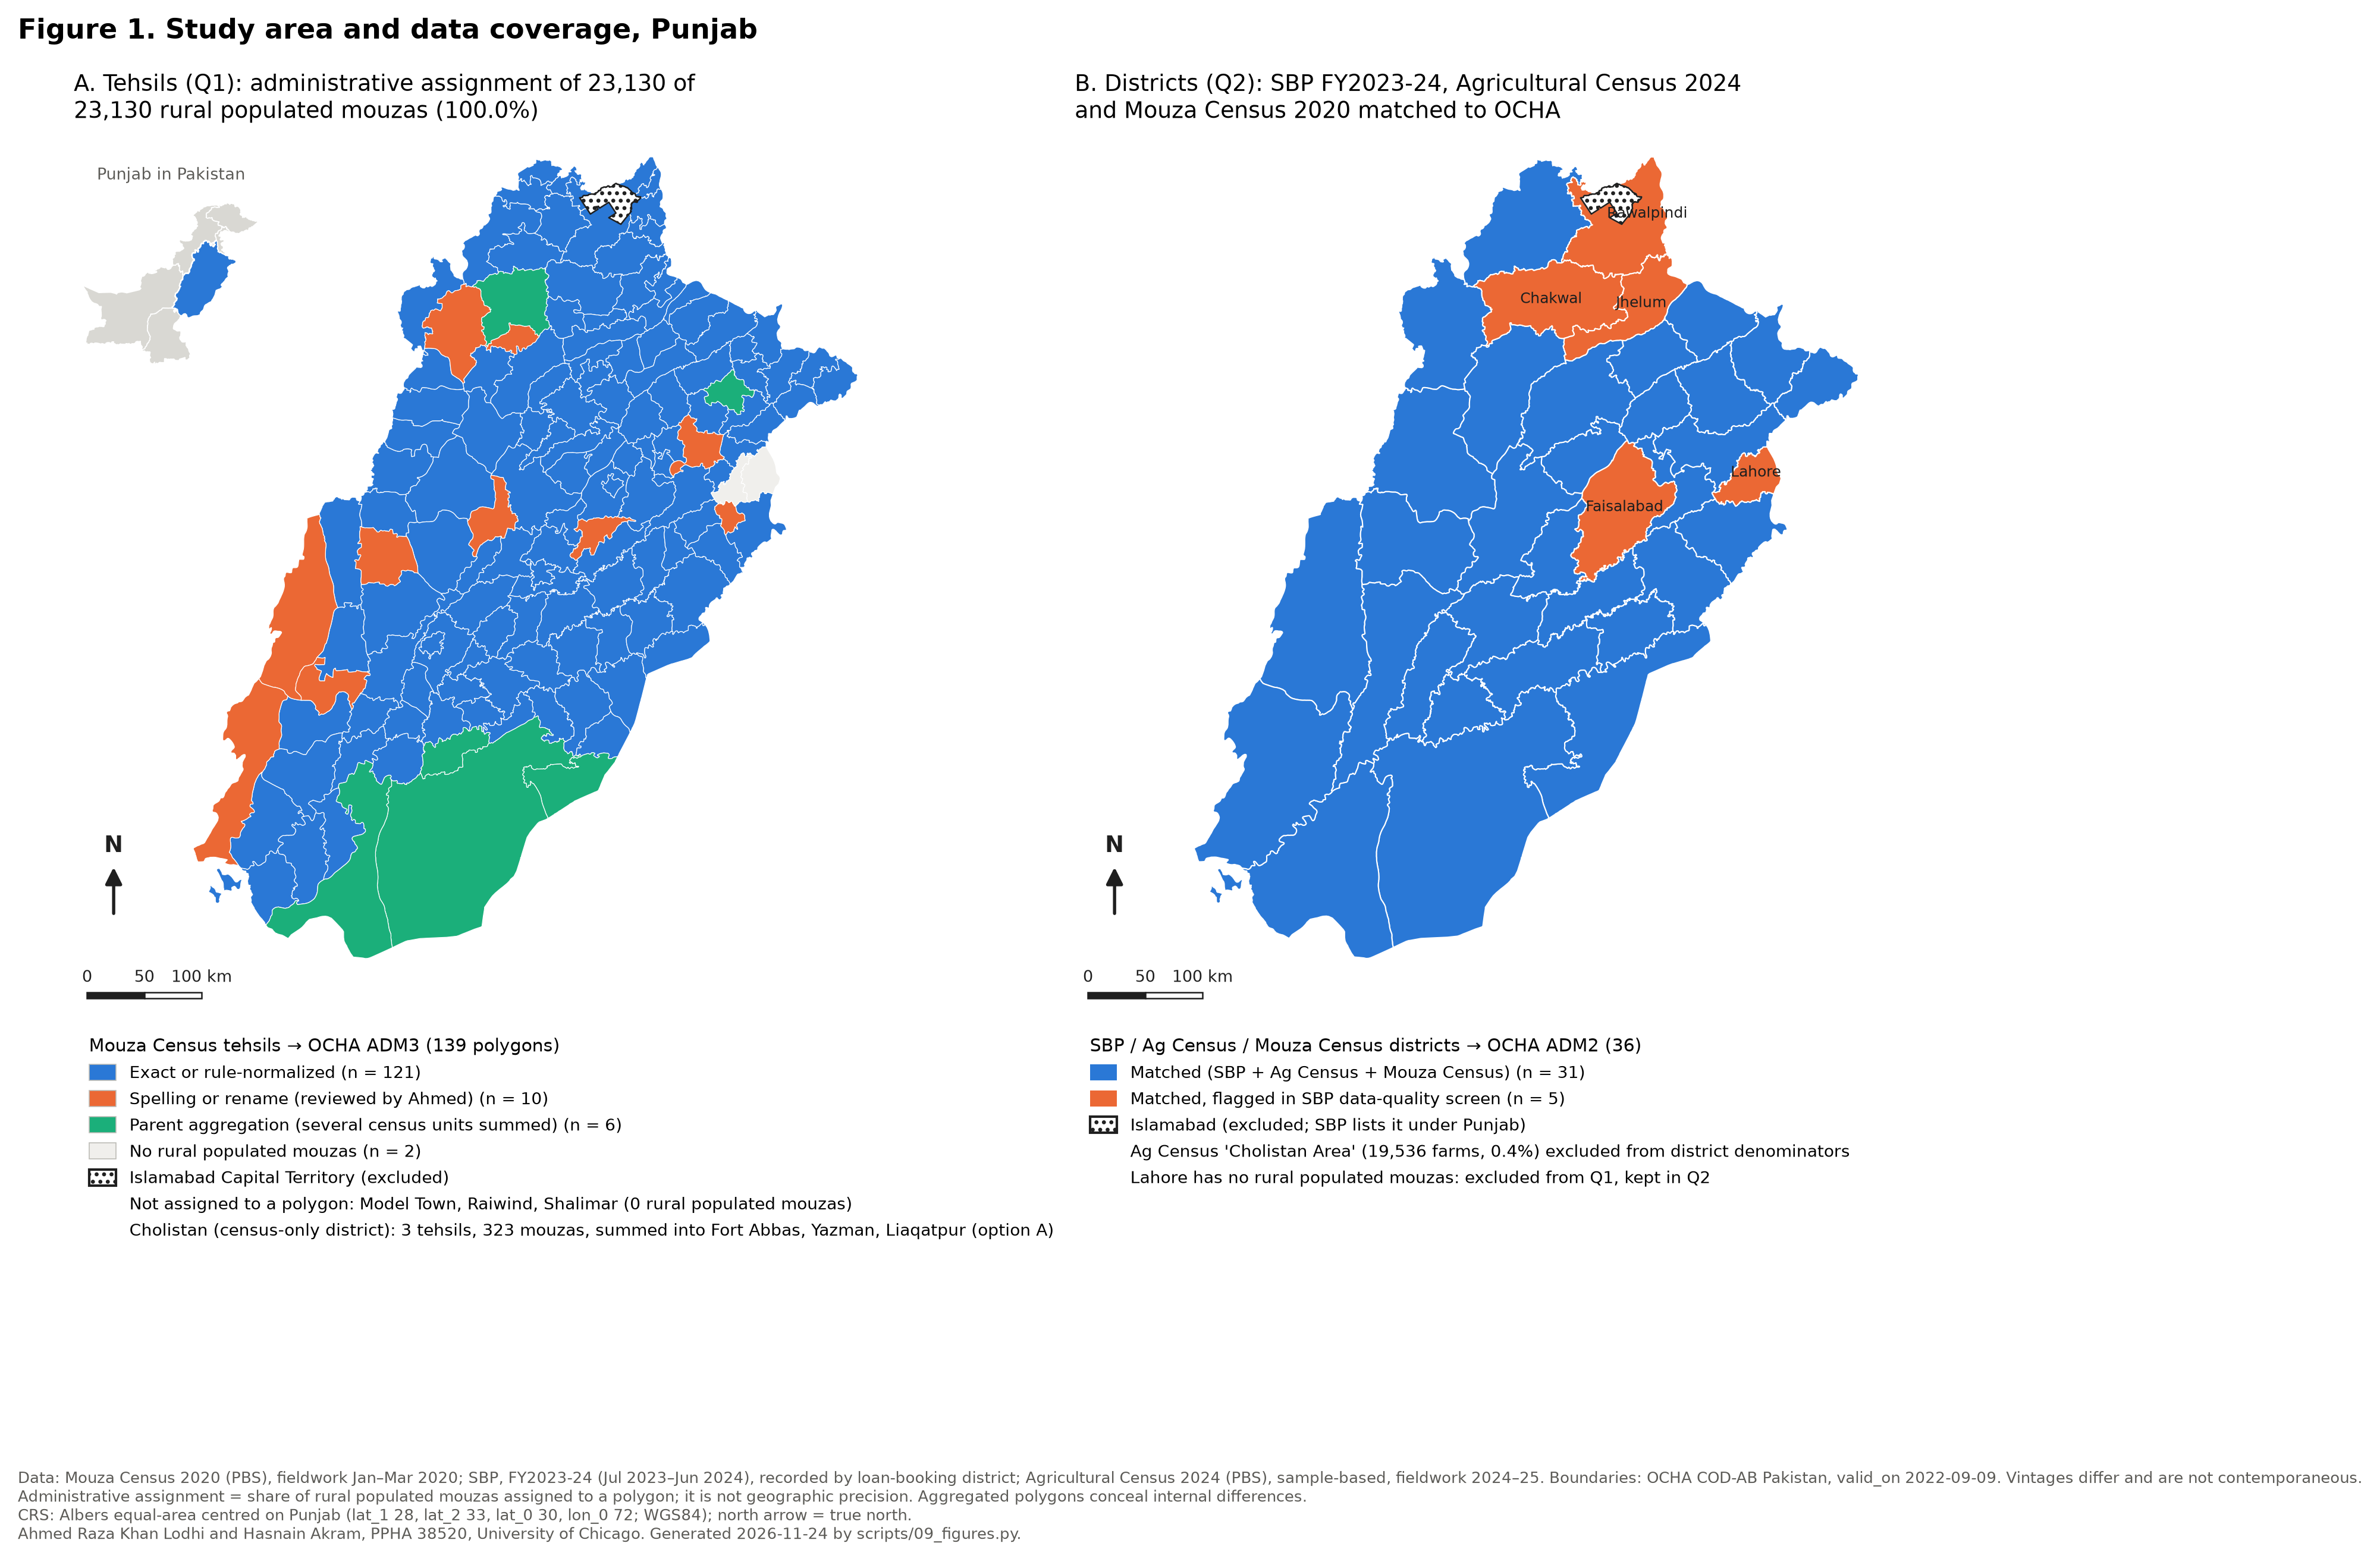 Figure 1. Study area and data coverage, Punjab
A. Tehsils (Q1): administrative assignment of 23,130 of
23,130 rural populated mouzas (100.0%)
Punjab in Pakistan
N
0 50 100 km
Mouza Census tehsils → OCHA ADM3 (139 polygons)
Exact or rule-normalized (n = 121)
Spelling or rename (reviewed by Ahmed) (n = 10)
Parent aggregation (several census units summed) (n = 6)
No rural populated mouzas (n = 2)
Islamabad Capital Territory (excluded)
Not assigned to a polygon: Model Town, Raiwind, Shalimar (0 rural populated mouzas)
Cholistan (census-only district): 3 tehsils, 323 mouzas, summed into Fort Abbas, Yazman, Liaqatpur (option A)
B. Districts (Q2): SBP FY2023-24, Agricultural Census 2024
and Mouza Census 2020 matched to OCHA
Rawalpindi
Chakwal
Jhelum
Lahore
Faisalabad
N
0 50 100 km
SBP / Ag Census / Mouza Census districts → OCHA ADM2 (36)
Matched (SBP + Ag Census + Mouza Census) (n = 31)
Matched, flagged in SBP data-quality screen (n = 5)
Islamabad (excluded; SBP lists it under Punjab)
Ag Census 'Cholistan Area' (19,536 farms, 0.4%) excluded from district denominators
Lahore has no rural populated mouzas: excluded from Q1, kept in Q2
Data: Mouza Census 2020 (PBS), fieldwork Jan–Mar 2020; SBP, FY2023-24 (Jul 2023–Jun 2024), recorded by loan-booking district; Agricultural Census 2024 (PBS), sample-based, fieldwork 2024–25. Boundaries: OCHA COD-AB Pakistan, valid_on 2022-09-09. Vintages differ and are not contemporaneous.
Administrative assignment = share of rural populated mouzas assigned to a polygon; it is not geographic precision. Aggregated polygons conceal internal differences.
CRS: Albers equal-area centred on Punjab (lat_1 28, lat_2 33, lat_0 30, lon_0 72; WGS84); north arrow = true north.
Ahmed Raza Khan Lodhi and Hasnain Akram, PPHA 38520, University of Chicago. Generated 2026-11-24 by scripts/09_figures.py.